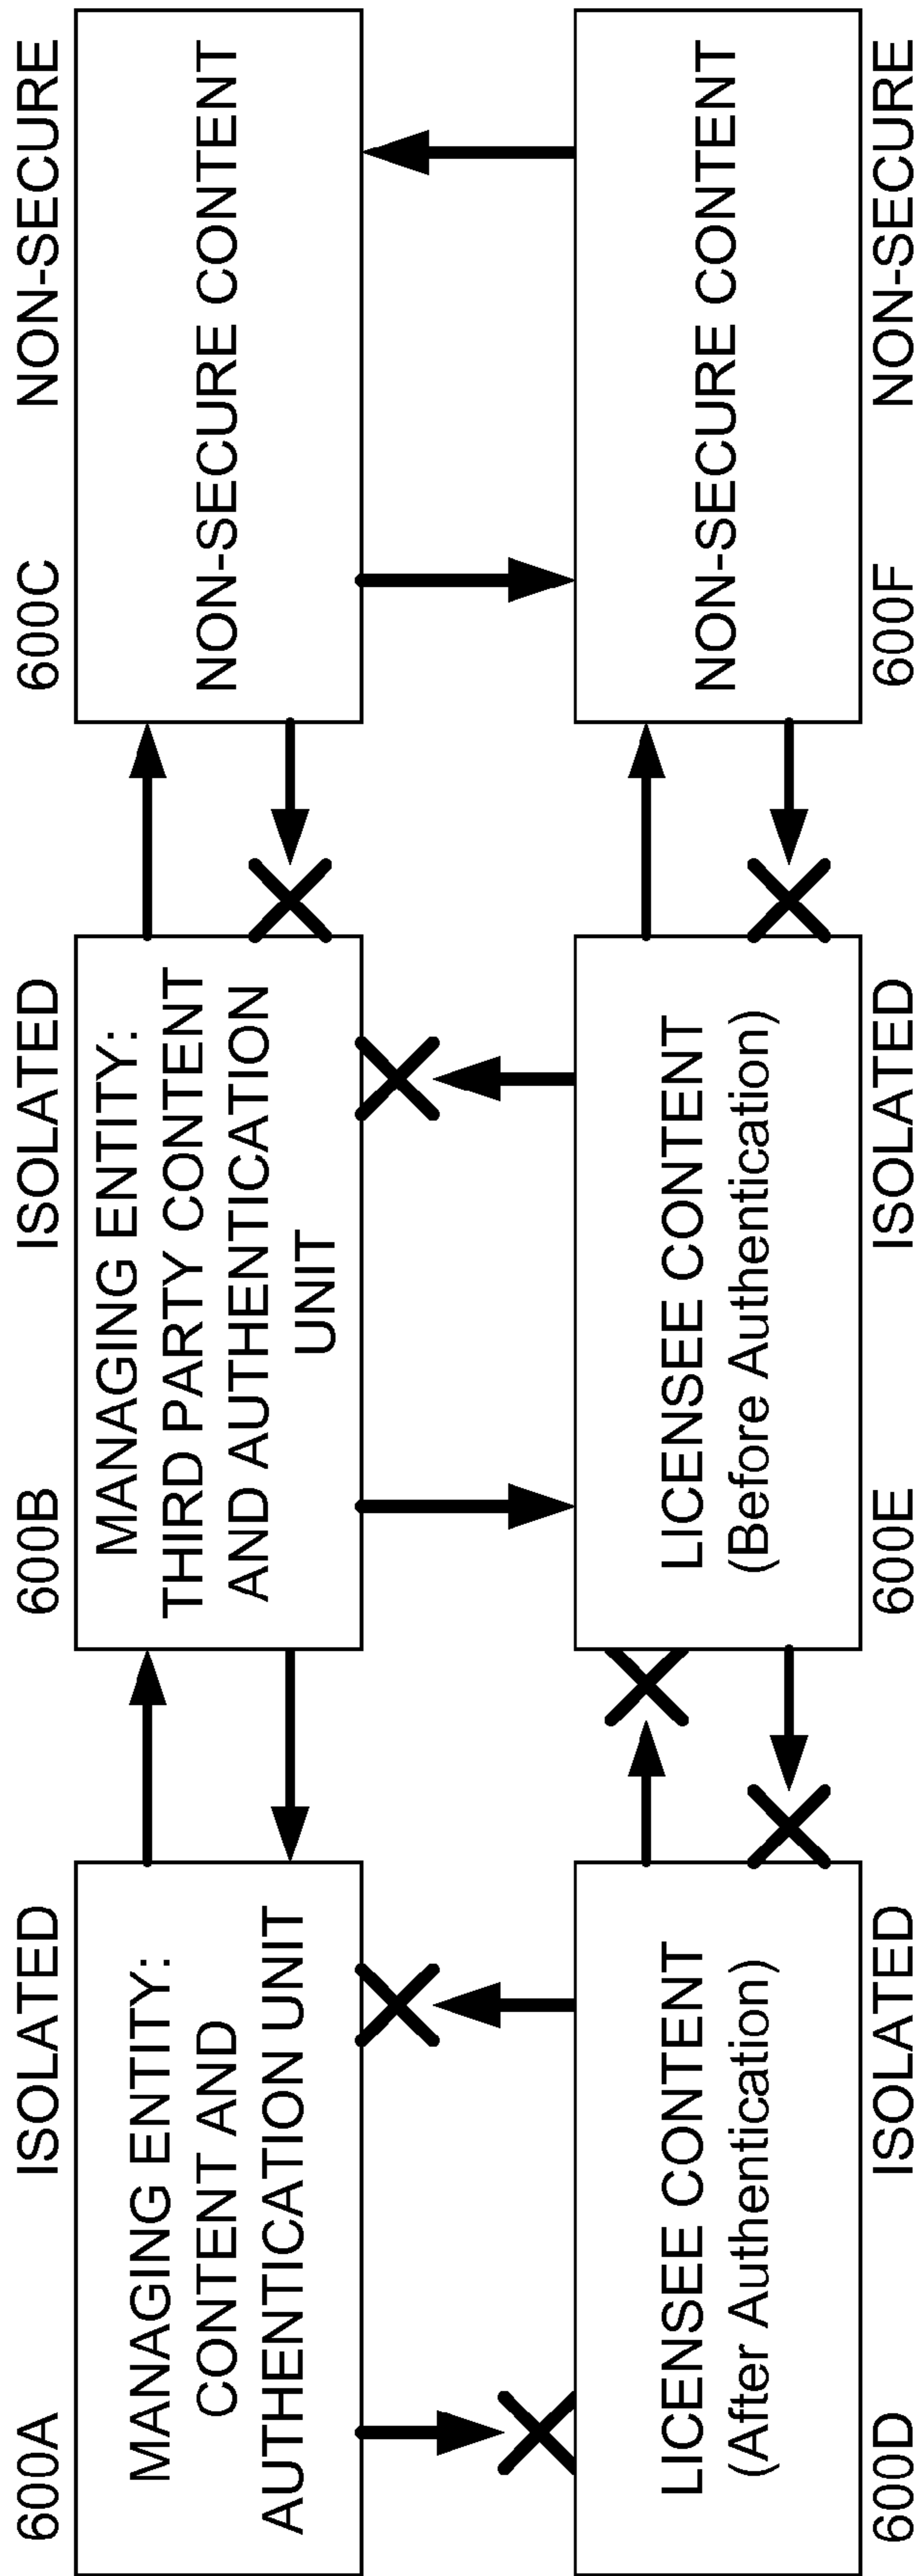 600A ISOLATED
MANAGING ENTITY:
CONTENT AND
AUTHENTICATION UNIT
600B ISOLATED
MANAGING ENTITY:
THIRD PARTY CONTENT
AND AUTHENTICATION
UNIT
600C NON-SECURE
NON-SECURE CONTENT
LICENSEE CONTENT
(After Authentication)
600D ISOLATED
LICENSEE CONTENT
(Before Authentication)
600E ISOLATED
NON-SECURE CONTENT
600F NON-SECURE